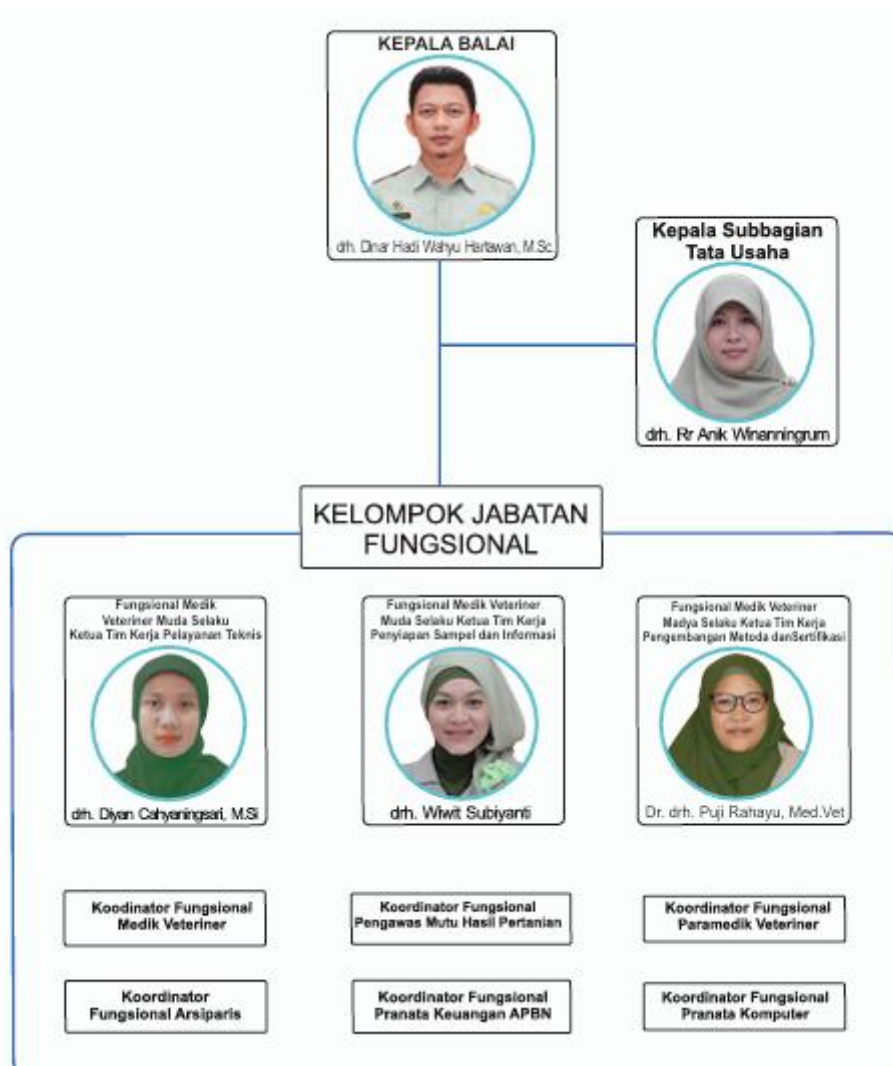 KEPALA BALAI
drh. Dinar Hadi Wahyu Hartawan, M.Sc.
Kepala Subbagian
Tata Usaha
drh. Rr Anik Winanningrum
KELOMPOK JABATAN
FUNGSIONAL
Fungsional Medik
Veteriner Muda Selaku
Ketua Tim Kerja Pelayanan Teknis
drh. Diyan Cahyaningsari, M.Si
Fungsional Medik Veteriner
Muda Selaku Ketua Tim Kerja
Penyiapan Sampel dan Informasi
drh. Wiwit Subiyanti
Fungsional Medik Veteriner
Madya Selaku Ketua Tim Kerja
Pengembangan Metoda danSertifikasi
Dr. drh. Puji Rahayu, Med.Vet
Koodinator Fungsional
Medik Veteriner
Koordinator Fungsional
Pengawas Mutu Hasil Pertanian
Koordinator Fungsional
Paramedik Veteriner
Koordinator
Fungsional Arsiparis
Koordinator Fungsional
Pranata Keuangan APBN
Koordinator Fungsional
Pranata Komputer